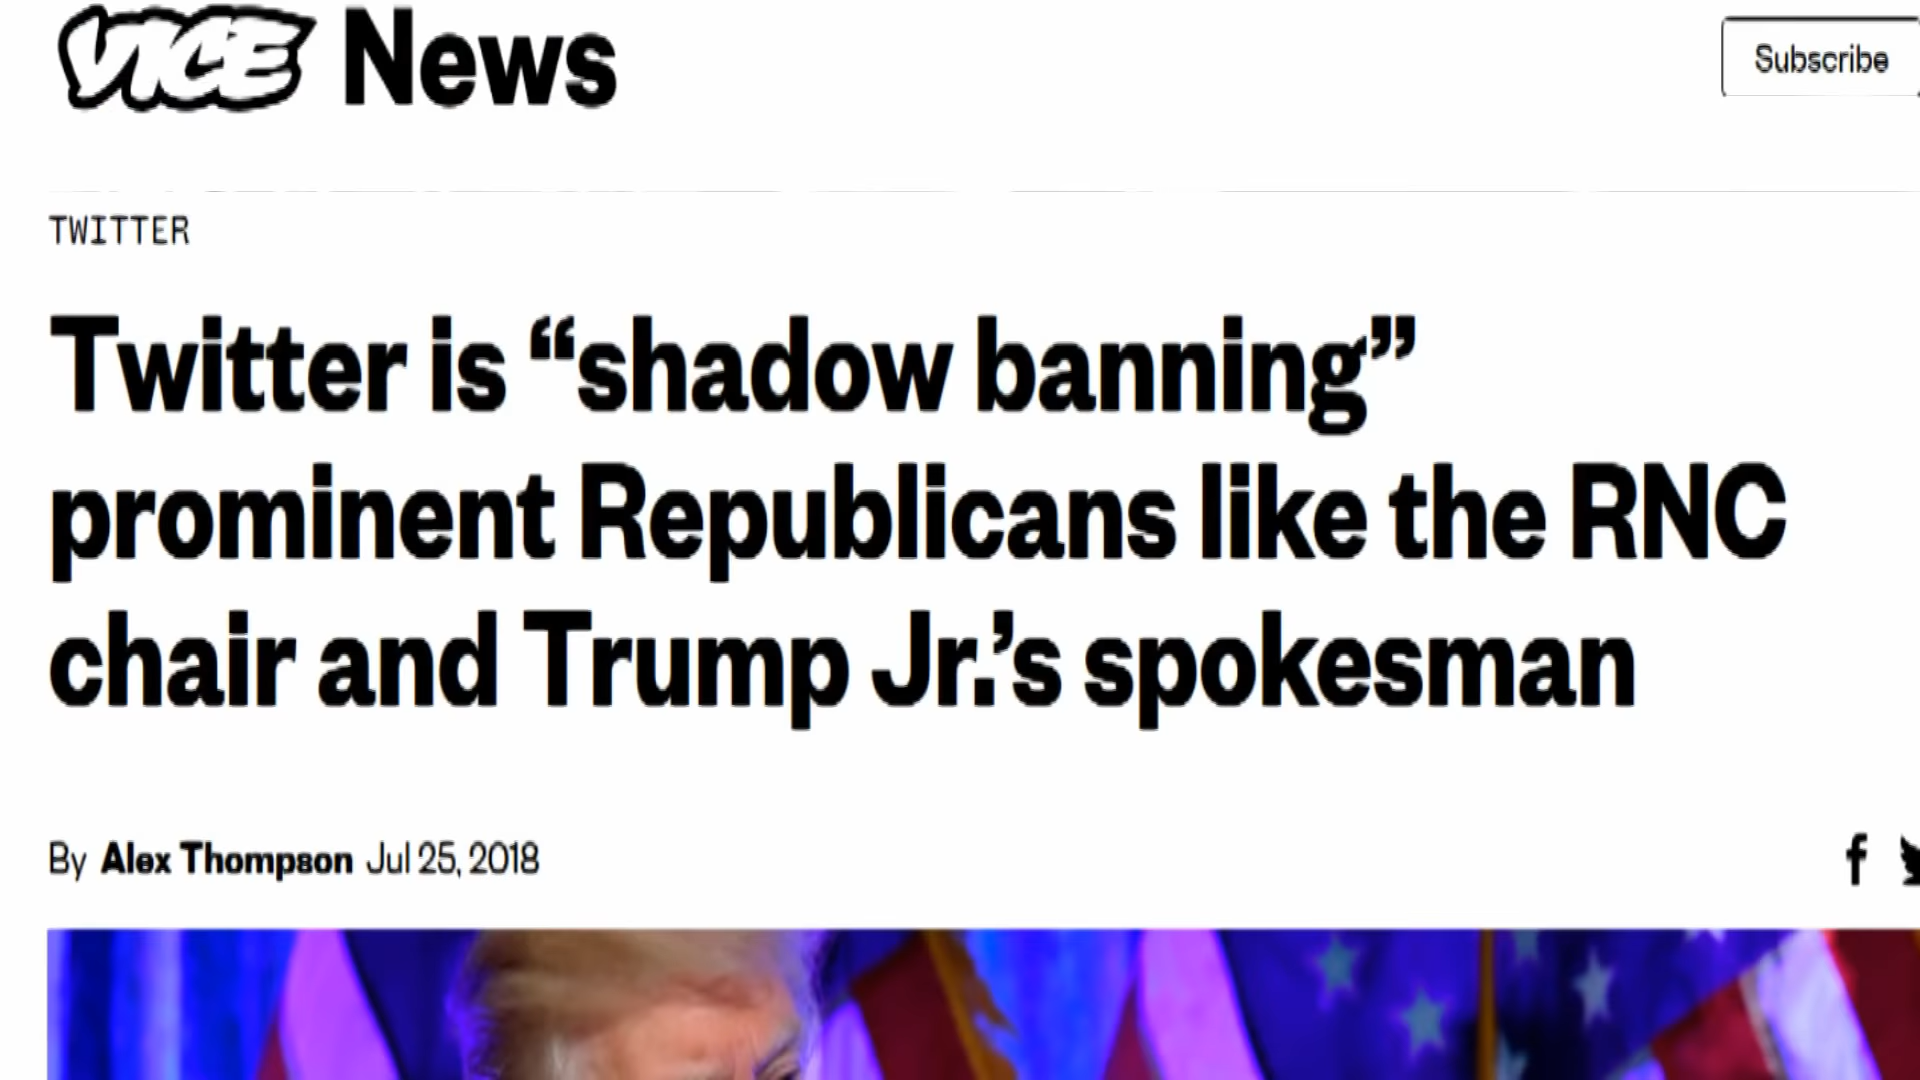 VICE News
Subscribe
TWITTER
Twitter is “shadow banning”
prominent Republicans like the RNC
chair and Trump Jr.’s spokesman
By Alex Thompson Jul 25, 2018